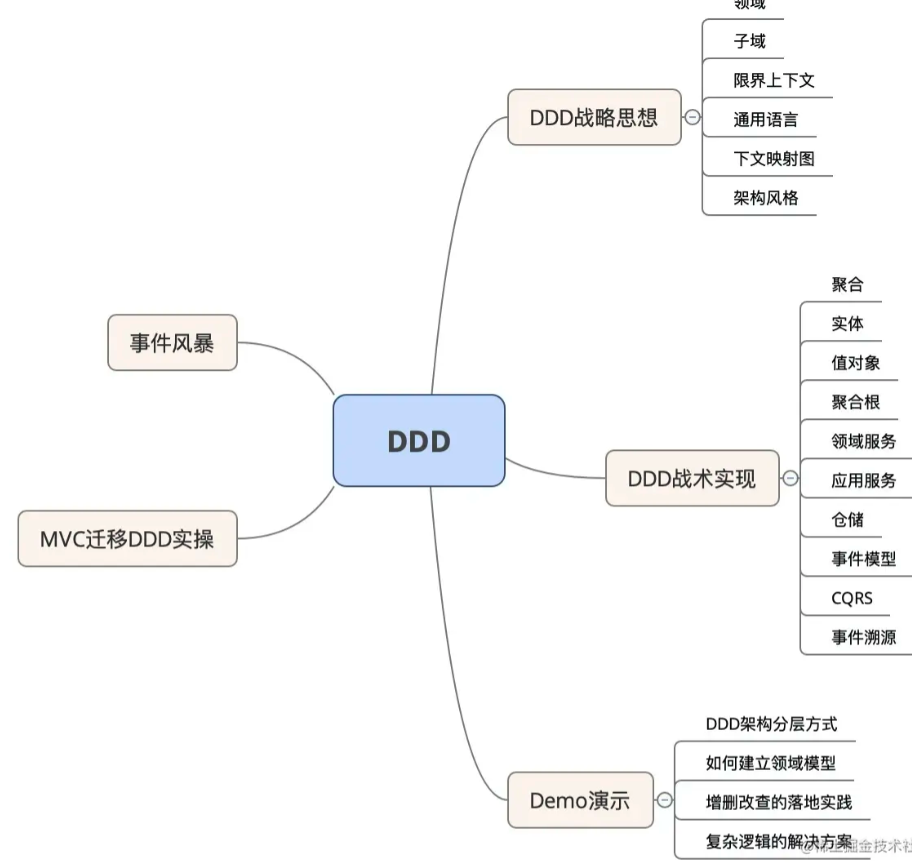 领域
子域
限界上下文
通用语言
下文映射图
架构风格
DDD战略思想
事件风暴
DDD
MVC迁移DDD实操
聚合
实体
值对象
聚合根
领域服务
应用服务
仓储
事件模型
CQRS
事件溯源
DDD战术实现
DDD架构分层方式
如何建立领域模型
增删改查的落地实践
复杂逻辑的解决方案
Demo演示
@稀土掘金技术社